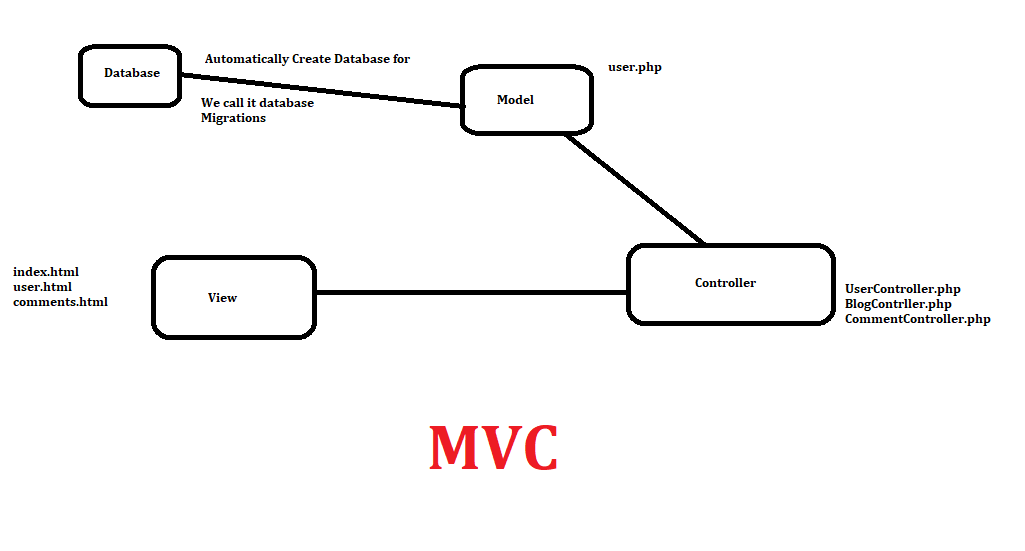 Database
Automatically Create Database for
We call it database
Migrations
Model
user.php
index.html
user.html
comments.html
View
Controller
UserController.php
BlogContrller.php
CommentController.php
MVC